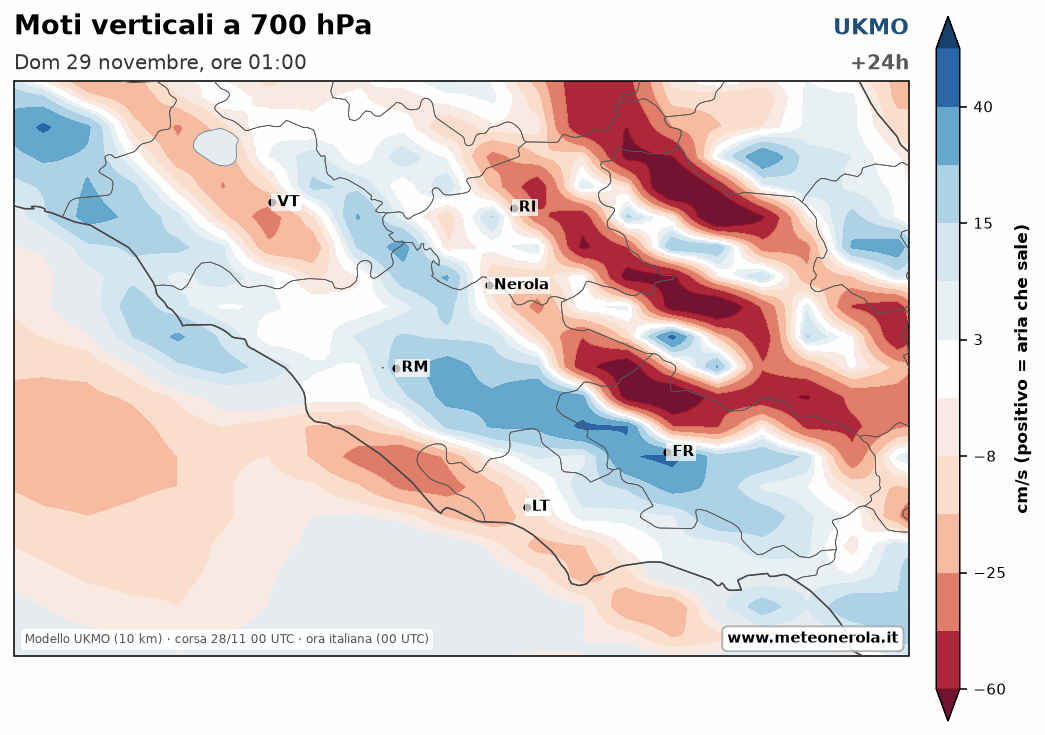 Moti verticali a 700 hPa
UKMO
Dom 29 novembre, ore 01:00
+24h
40
15
3
−8
−25
−60
cm/s (positivo = aria che sale)
VT
RI
Nerola
RM
FR
LT
Modello UKMO (10 km) · corsa 28/11 00 UTC · ora italiana (00 UTC)
www.meteonerola.it